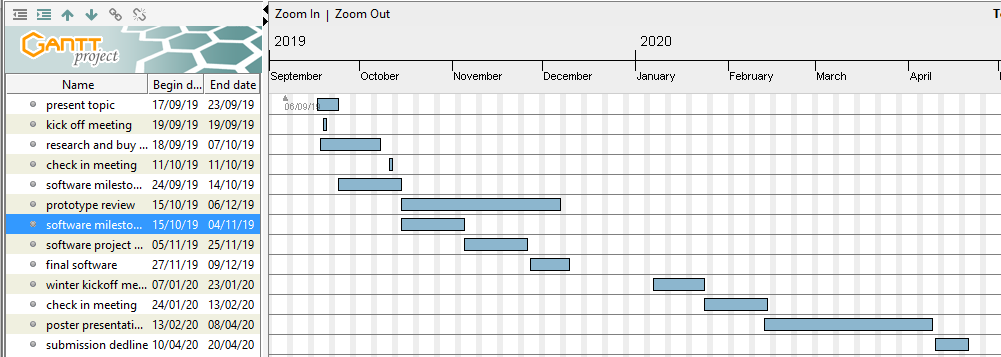 Zoom In | Zoom Out T
GANTT project
2019 2020
Name Begin d... End date September October November December January February March April
present topic 17/09/19 23/09/19 06/09/19
kick off meeting 19/09/19 19/09/19
research and buy ... 18/09/19 07/10/19
check in meeting 11/10/19 11/10/19
software milesto... 24/09/19 14/10/19
prototype review 15/10/19 06/12/19
software milesto... 15/10/19 04/11/19
software project ... 05/11/19 25/11/19
final software 27/11/19 09/12/19
winter kickoff me... 07/01/20 23/01/20
check in meeting 24/01/20 13/02/20
poster presentati... 13/02/20 08/04/20
submission dedline 10/04/20 20/04/20